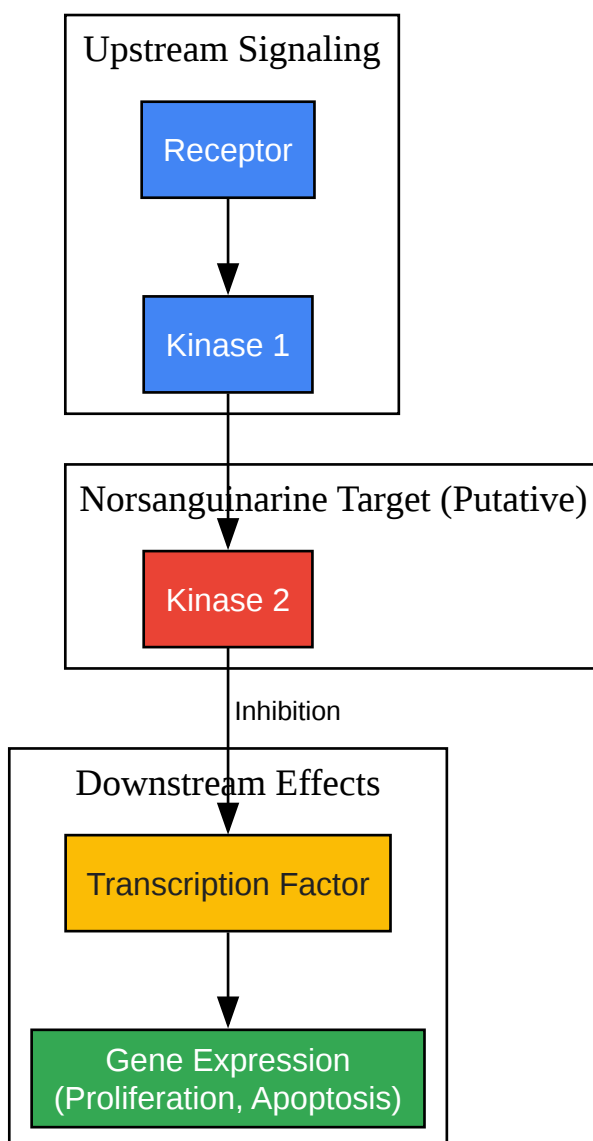 Upstream Signaling
Receptor
Kinase 1
Norsanguinarine Target (Putative)
Kinase 2
Inhibition
Downstream Effects
Transcription Factor
Gene Expression
(Proliferation, Apoptosis)